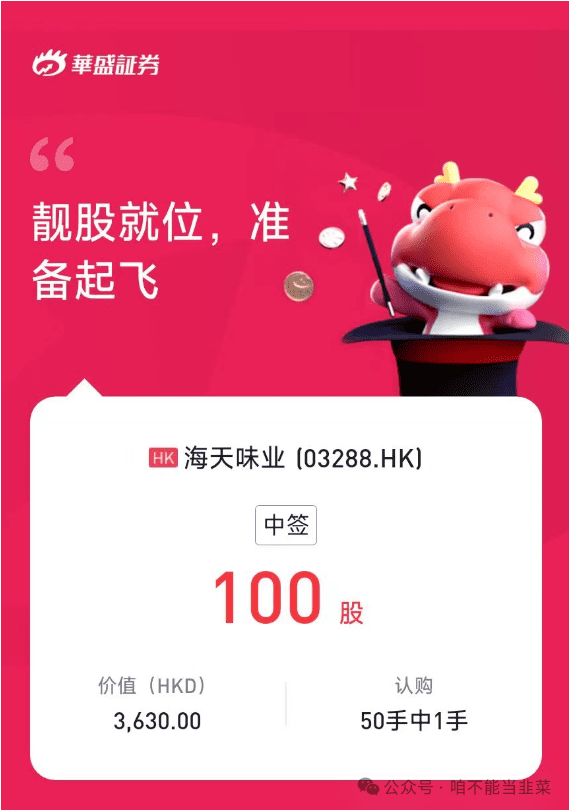 華盛証券
“
靓股就位，准
备起飞
HK 海天味业 (03288.HK)
中签
100 股
价值（HKD） 认购
3,630.00 50手中1手
公众号 · 咱不能当韭菜